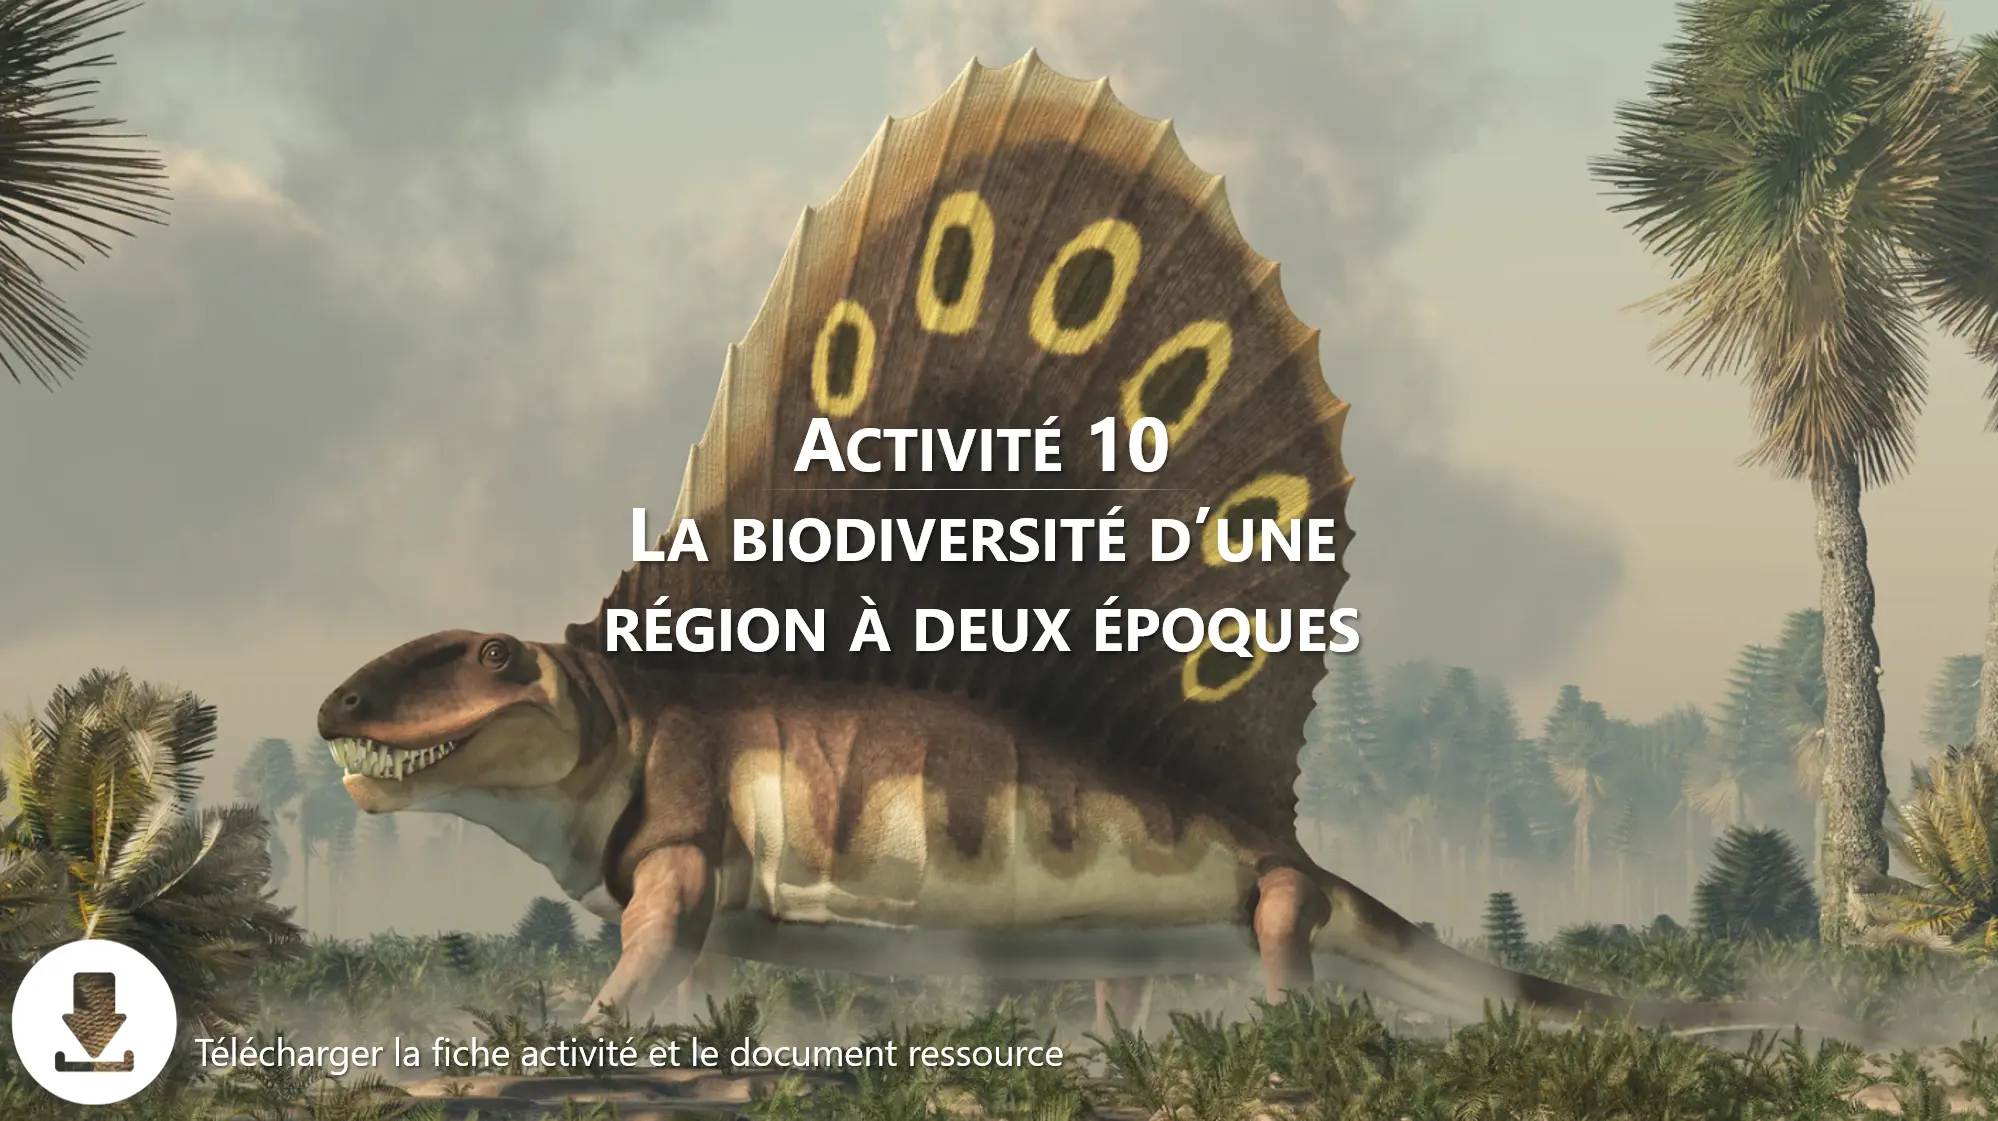 Activité 10
La biodiversité d’une
région à deux époques
Télécharger la fiche activité et le document ressource